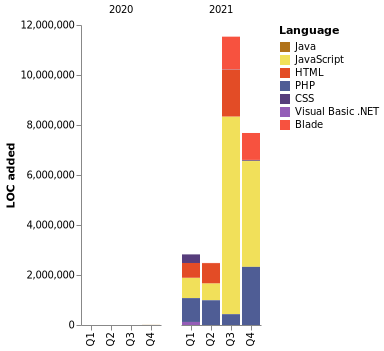 2020
2021
LOC added
12,000,000
10,000,000
8,000,000
6,000,000
4,000,000
2,000,000
0
Q1
Q2
Q3
Q4
Q1
Q2
Q3
Q4
Language
Java
JavaScript
HTML
PHP
CSS
Visual Basic .NET
Blade